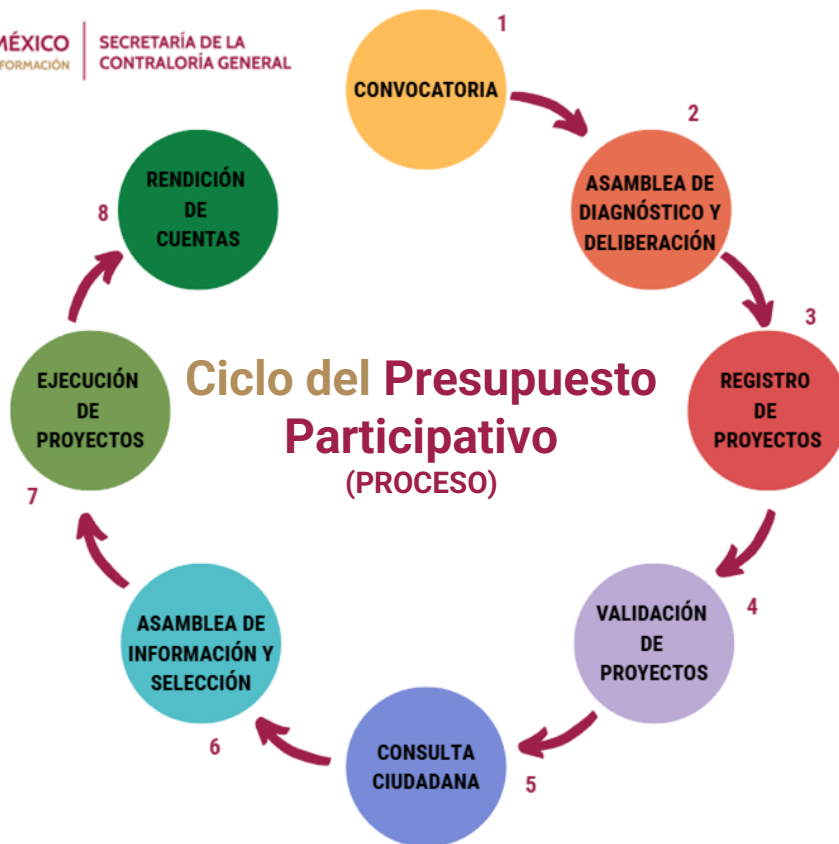 MÉXICO
SECRETARÍA DE LA
CONTRALORÍA GENERAL
1
CONVOCATORIA
2
ASAMBLEA DE
DIAGNÓSTICO Y
DELIBERACIÓN
3
REGISTRO
DE
PROYECTOS
4
VALIDACIÓN
DE
PROYECTOS
5
CONSULTA
CIUDADANA
6
ASAMBLEA DE
INFORMACIÓN Y
SELECCIÓN
7
EJECUCIÓN
DE
PROYECTOS
8
RENDICIÓN
DE
CUENTAS
Ciclo del Presupuesto
Participativo
(PROCESO)